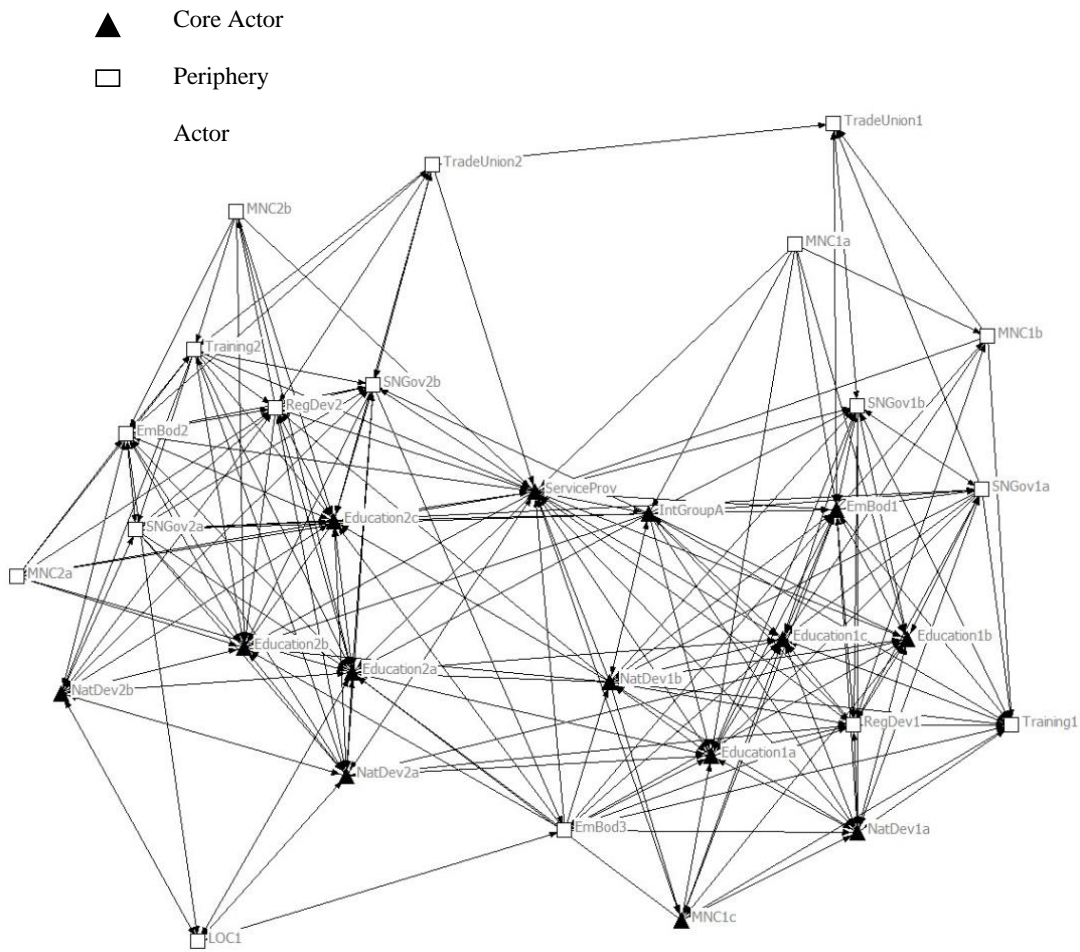 Core Actor
Periphery
Actor
TradeUnion1
TradeUnion2
MNC2b
MNC1a
MNC1b
Training2
SNGov2b
RegDev2
SNGov1b
EmBod2
ServiceProv
SNGov1a
IntGroupA
EmBod1
Education2c
SNGov2a
MNC2a
Education1c
Education1b
Education2b
Education2a
NatDev1b
NatDev2b
RegDev1
Training1
Education1a
NatDev2a
EmBod3
NatDev1a
MNC1c
LOC1